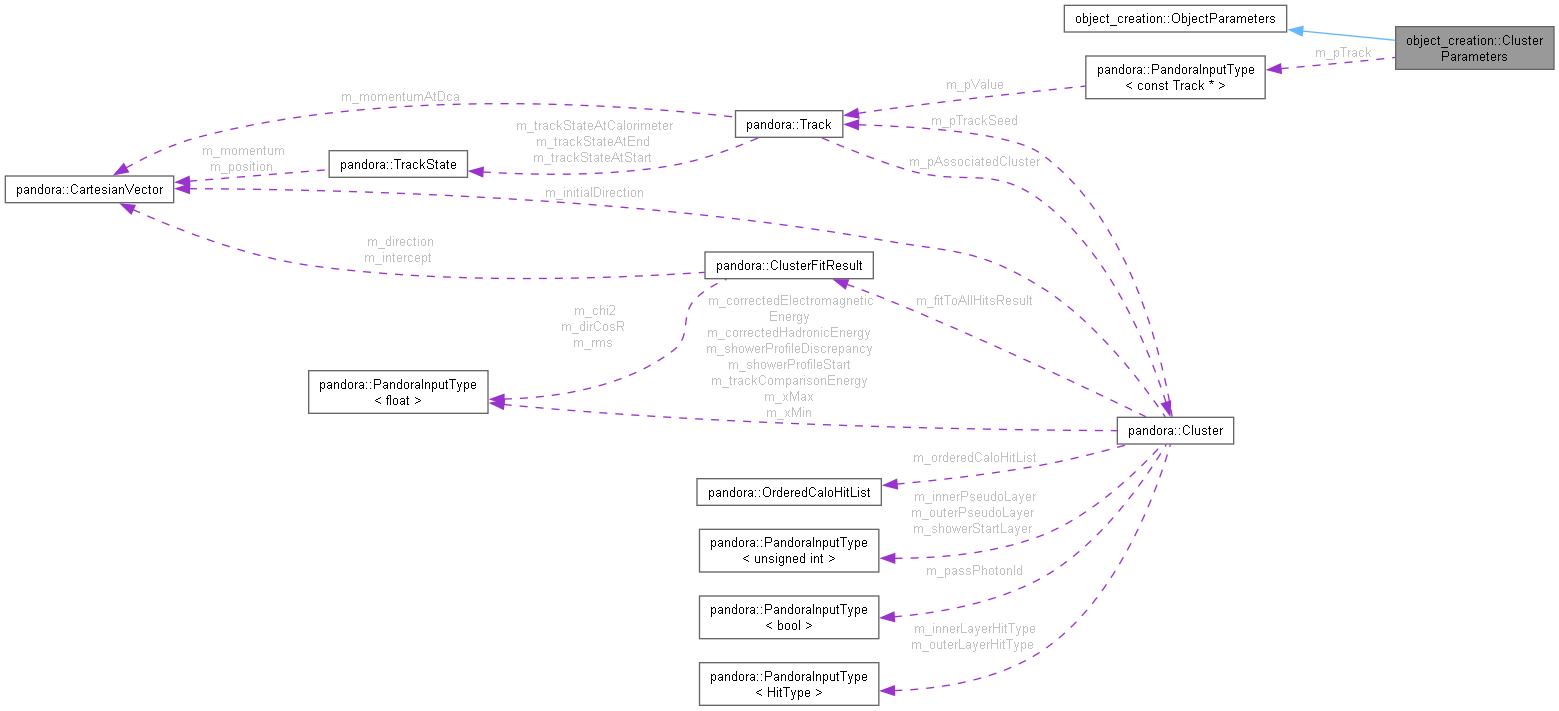 object_creation::ObjectParameters
object_creation::Cluster
Parameters
m_pTrack
pandora::PandoraInputType
< const Track * >
m_pValue
m_momentumAtDca
pandora::Track
m_pTrackSeed
m_trackStateAtCalorimeter
m_trackStateAtEnd
m_trackStateAtStart
m_momentum
m_position
pandora::TrackState
m_pAssociatedCluster
pandora::CartesianVector
m_initialDirection
m_direction
m_intercept
pandora::ClusterFitResult
m_fitToAllHitsResult
m_chi2
m_dirCosR
m_rms
m_correctedElectromagnetic
Energy
m_correctedHadronicEnergy
m_showerProfileDiscrepancy
m_showerProfileStart
m_trackComparisonEnergy
m_xMax
m_xMin
pandora::PandoraInputType
< float >
pandora::Cluster
m_orderedCaloHitList
pandora::OrderedCaloHitList
m_innerPseudoLayer
m_outerPseudoLayer
m_showerStartLayer
pandora::PandoraInputType
< unsigned int >
m_passPhotonId
pandora::PandoraInputType
< bool >
m_innerLayerHitType
m_outerLayerHitType
pandora::PandoraInputType
< HitType >